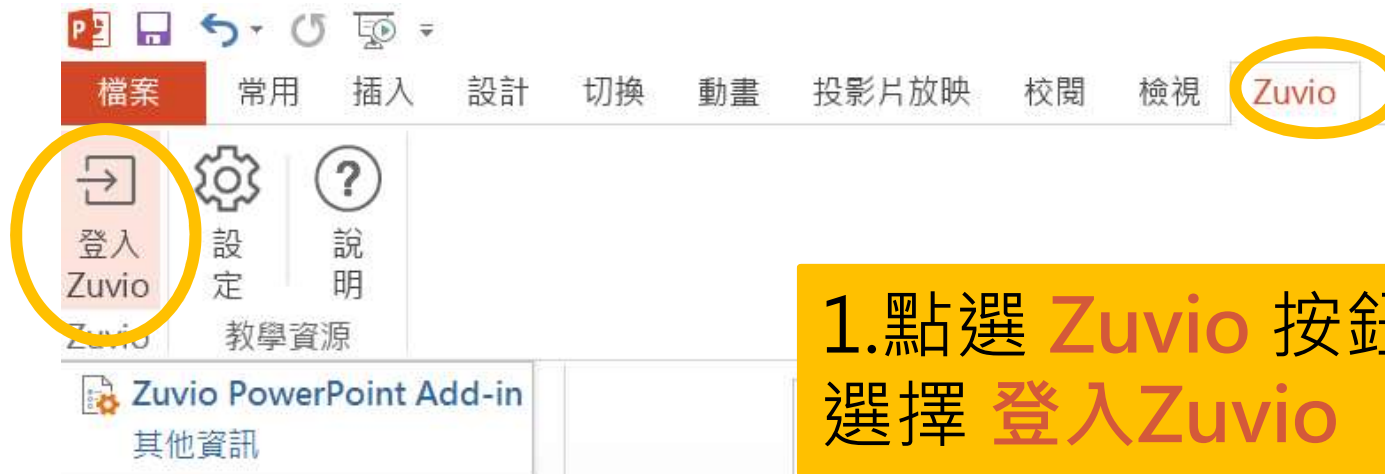 檔案 常用 插入 設計 切換 動畫 投影片放映 校閱 檢視 Zuvio
登入 設 說
Zuvio 定 明
Zuvio 教學資源
Zuvio PowerPoint Add-in
其他資訊
1.點選 Zuvio 按鈕
選擇 登入Zuvio